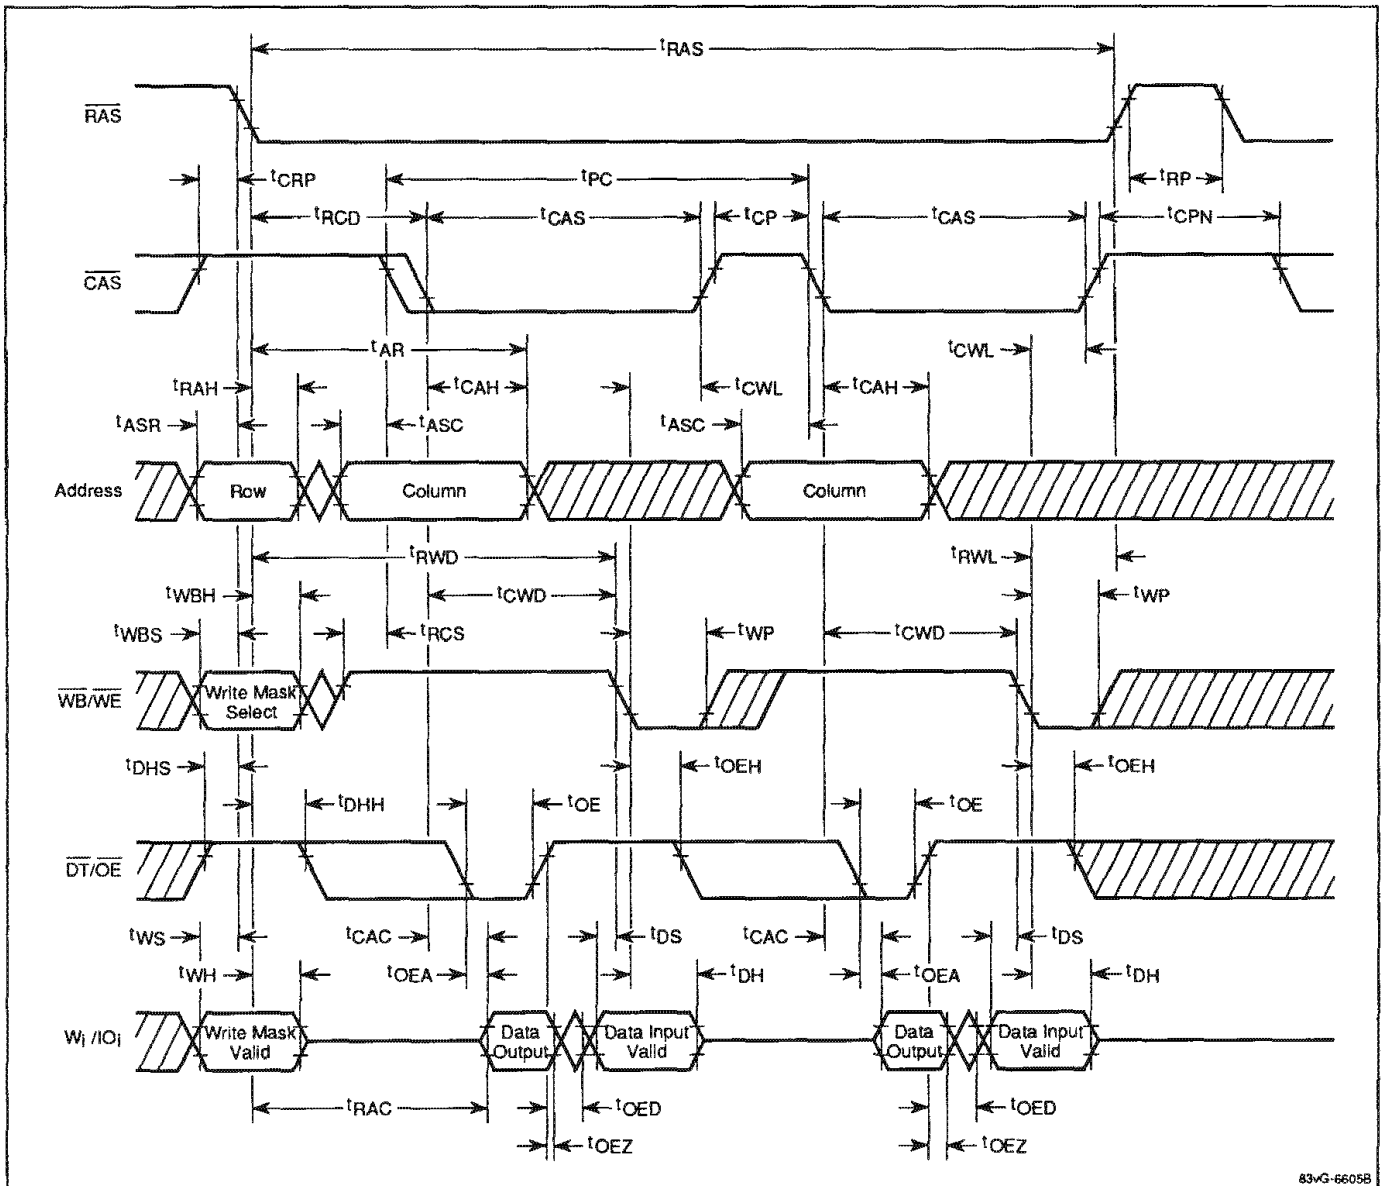 tRAS
RAS
tCRP
tPC
tRP
tRCD
tCAS
tCP
tCAS
tCPN
CAS
tAR
tCWL
tRAH
tCAH
tCWL
tCAH
tASR
tASC
tASC
Address
Row
Column
Column
tRWD
tRWL
tWBH
tCWD
tWP
tWBS
tRCS
tWP
tCWD
WB/WE
Write Mask
Select
tDHS
tOEH
tOEH
tDHH
tOE
tOE
DT/OE
tWS
tCAC
tDS
tCAC
tDS
tWH
tOEA
tDH
tOEA
tDH
Wi /IOi
Write Mask
Valid
Data
Output
Data Input
Valid
Data
Output
Data Input
Valid
tRAC
tOED
tOED
tOEZ
tOEZ
83vG-6605B